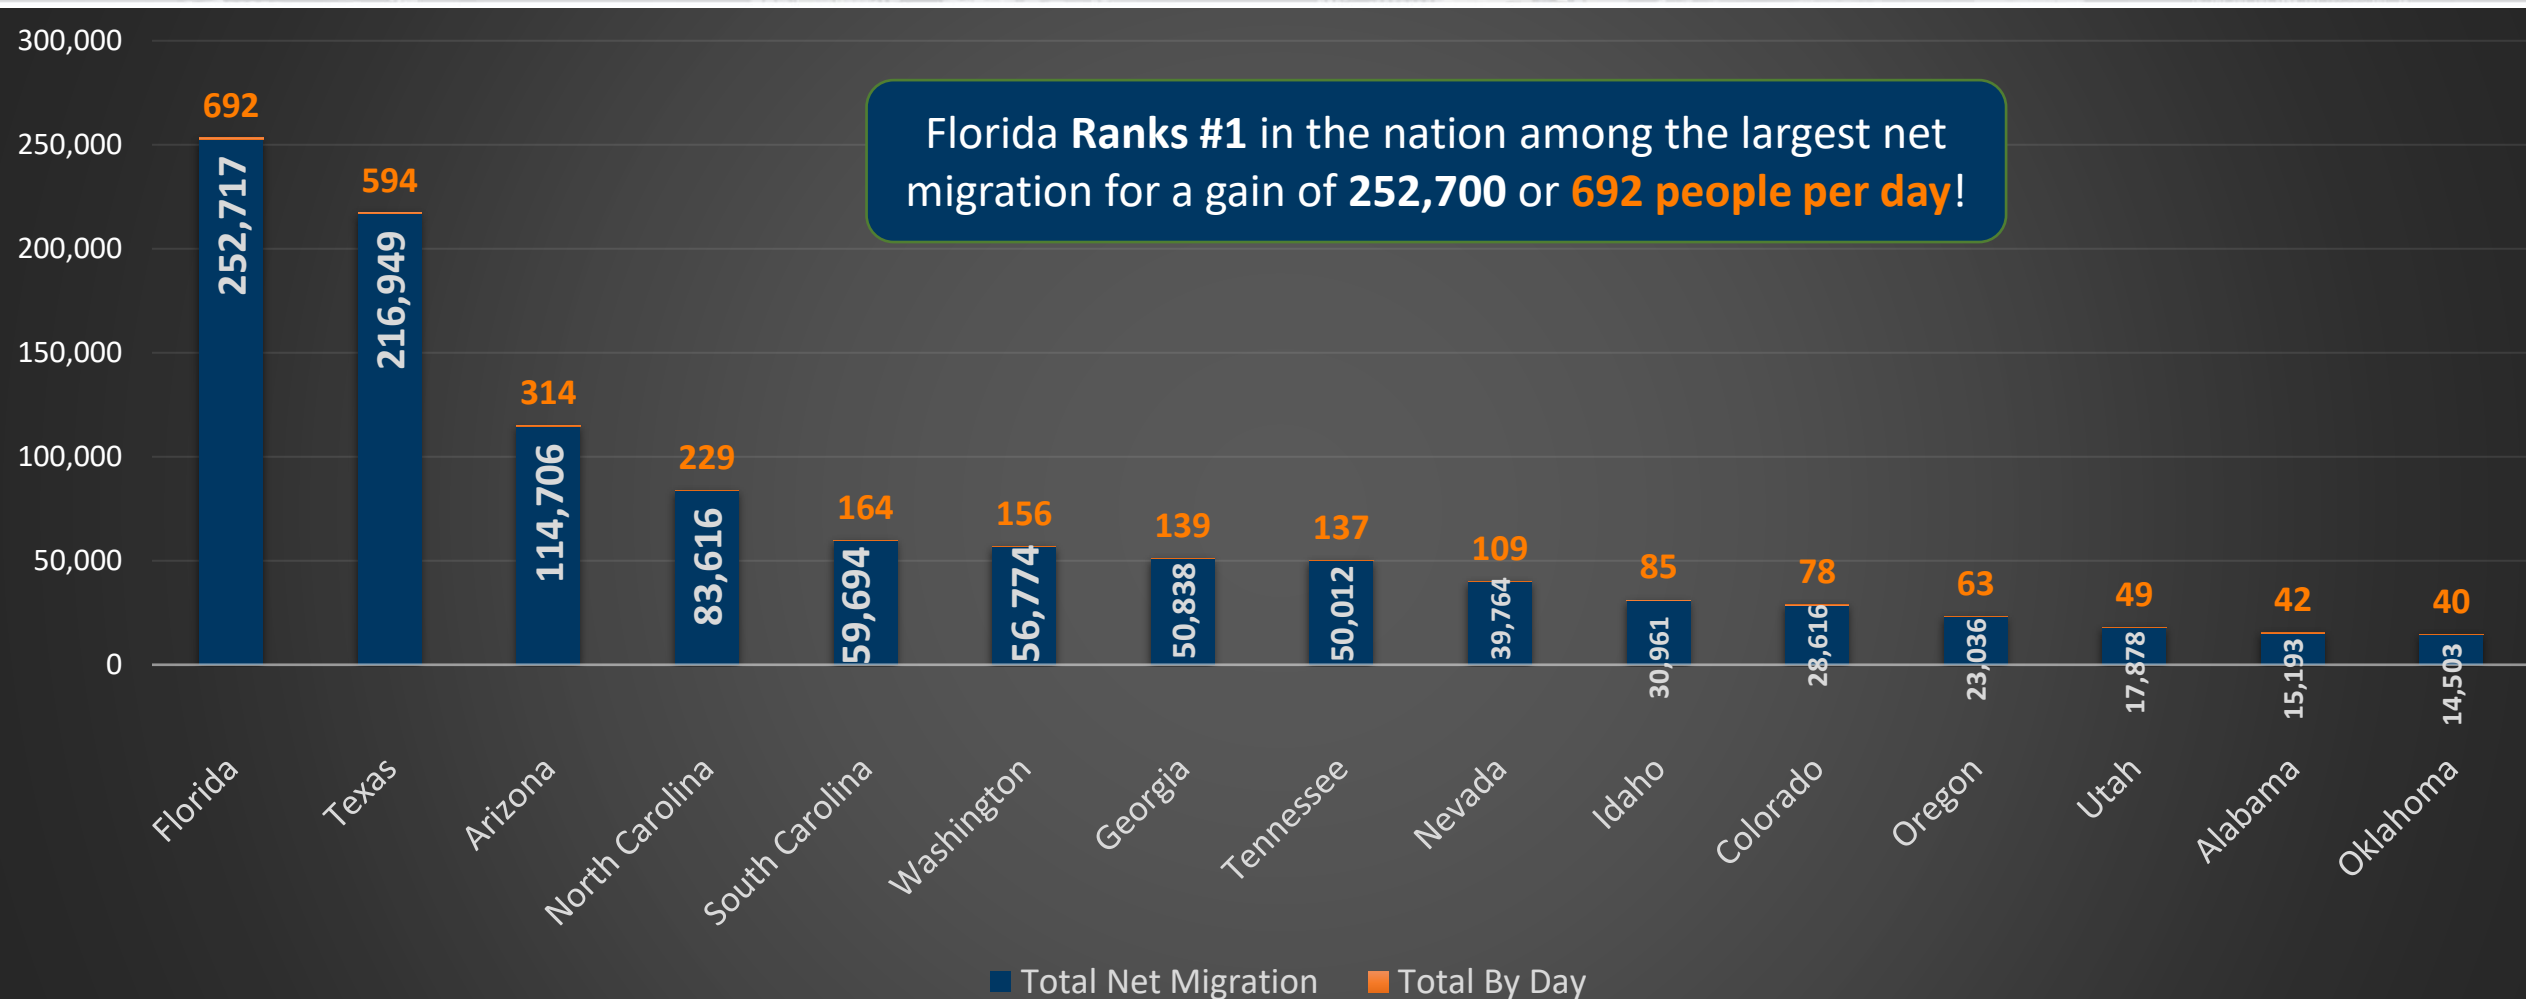 300,000
250,000
200,000
150,000
100,000
50,000
0
Florida Ranks #1 in the nation among the largest net
migration for a gain of 252,700 or 692 people per day!
692
594
314
229
164
156
139
137
109
85
78
63
49
42
40
252,717
216,949
114,706
83,616
59,694
56,774
50,838
50,012
39,764
30,961
28,616
23,036
17,878
15,193
14,503
Florida
Texas
Arizona
North Carolina
South Carolina
Washington
Georgia
Tennessee
Nevada
Idaho
Colorado
Oregon
Utah
Alabama
Oklahoma
Total Net Migration
Total By Day